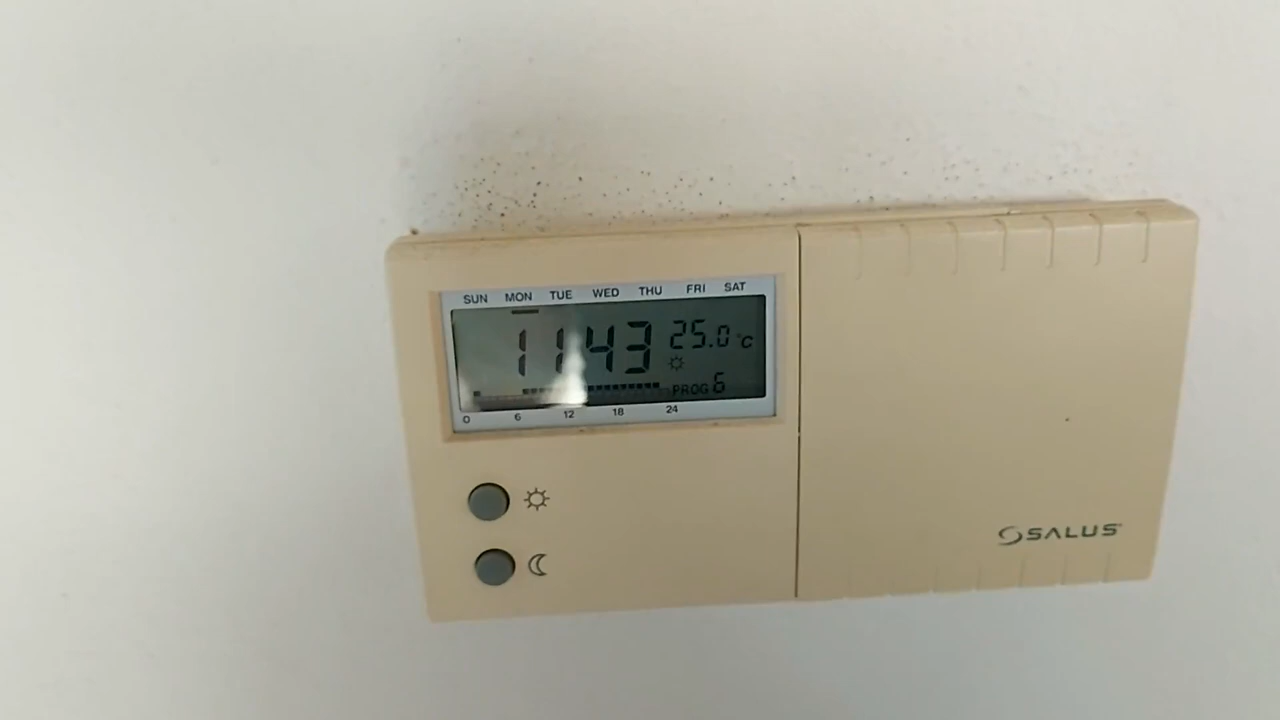 SUN MON TUE WED THU FRI SAT
11 43 25.0 °C
PROG 6
0 6 12 18 24
SALUS